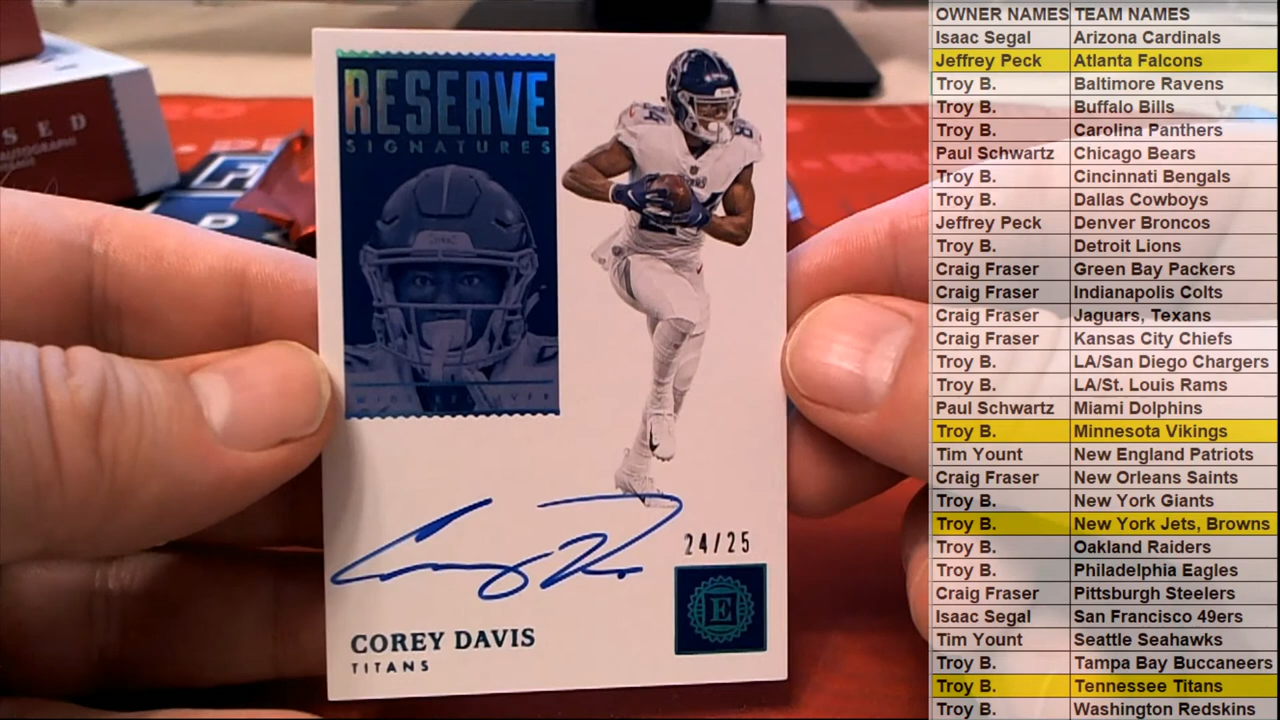 SED
AUTOGRAPH
P
RESERVE
SIGNATURES
WIDE RECEIVER
24/25
E
COREY DAVIS
TITANS
OWNER NAMES TEAM NAMES
Isaac Segal Arizona Cardinals
Jeffrey Peck Atlanta Falcons
Troy B. Baltimore Ravens
Troy B. Buffalo Bills
Troy B. Carolina Panthers
Paul Schwartz Chicago Bears
Troy B. Cincinnati Bengals
Troy B. Dallas Cowboys
Jeffrey Peck Denver Broncos
Troy B. Detroit Lions
Craig Fraser Green Bay Packers
Craig Fraser Indianapolis Colts
Craig Fraser Jaguars, Texans
Craig Fraser Kansas City Chiefs
Troy B. LA/San Diego Chargers
Troy B. LA/St. Louis Rams
Paul Schwartz Miami Dolphins
Troy B. Minnesota Vikings
Tim Yount New England Patriots
Craig Fraser New Orleans Saints
Troy B. New York Giants
Troy B. New York Jets, Browns
Troy B. Oakland Raiders
Troy B. Philadelphia Eagles
Craig Fraser Pittsburgh Steelers
Isaac Segal San Francisco 49ers
Tim Yount Seattle Seahawks
Troy B. Tampa Bay Buccaneers
Troy B. Tennessee Titans
Troy B. Washington Redskins